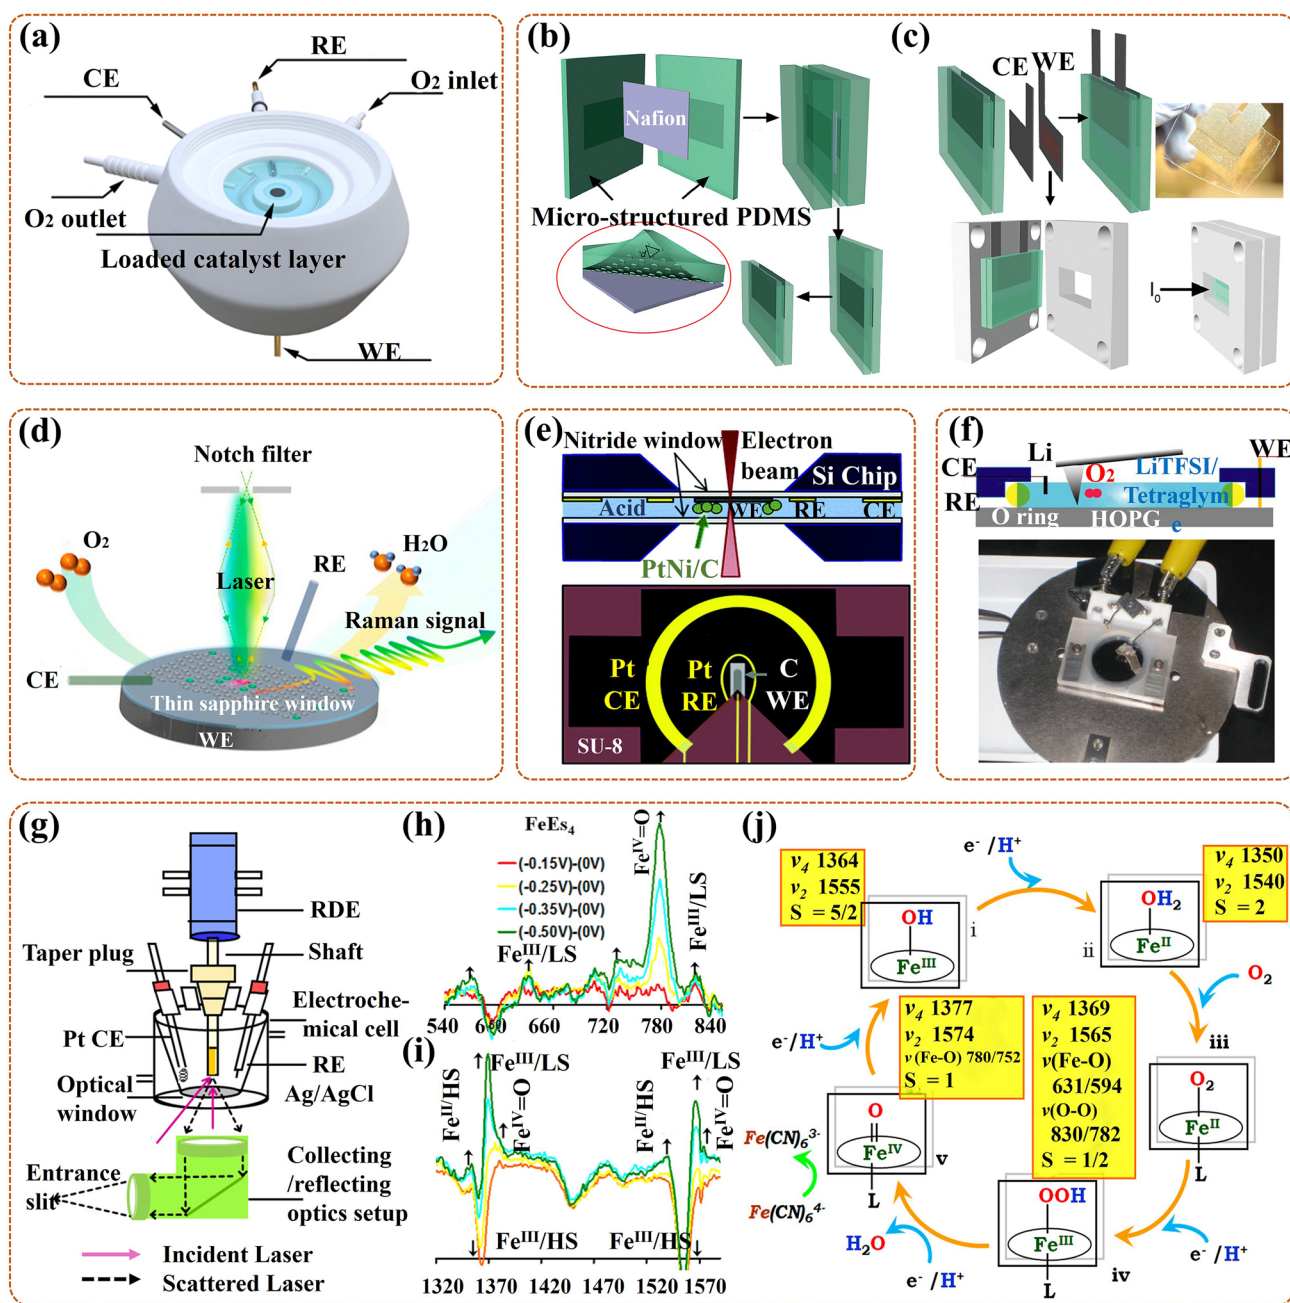 (a)
RE
CE
O₂ inlet
O₂ outlet
Loaded catalyst layer
WE
(b)
Nafion
Micro-structured PDMS
(c)
CE
WE
I₀
(d)
Notch filter
O₂
H₂O
RE
Laser
Raman signal
CE
Thin sapphire window
WE
(e)
Nitride window
Electron
beam
Si Chip
Acid
WE
RE
CE
PtNi/C
Pt
CE
Pt
RE
C
WE
SU-8
(f)
CE
Li
WE
O₂
LiTFSI/
Tetraglym
e
RE
O ring
HOPG
(g)
RDE
Taper plug
Shaft
Electroche-
mical cell
Pt CE
RE
Ag/AgCl
Optical
window
Entrance
slit
Collecting
/reflecting
optics setup
Incident Laser
Scattered Laser
(h)
FeEs₄
(-0.15V)-(0V)
(-0.25V)-(0V)
(-0.35V)-(0V)
(-0.50V)-(0V)
Feᴵⱽ=O
Feᴵᴵᴵ/LS
Feᴵᴵᴵ/LS
540 600 660 720 780 840
(i)
Feᴵᴵᴵ/LS
Feᴵᴵᴵ/LS
Feᴵᴵ/HS
Feᴵⱽ=O
Feᴵᴵ/HS
Feᴵⱽ=O
Feᴵᴵᴵ/HS
Feᴵᴵᴵ/HS
1320 1370 1420 1470 1520 1570
(j)
ν₄ 1364
ν₂ 1555
S = 5/2
e⁻ /H⁺
ν₄ 1350
ν₂ 1540
S = 2
OH
Feᴵᴵᴵ
i
OH₂
Feᴵᴵ
ii
O₂
ν₄ 1377
ν₂ 1574
ν (Fe-O) 780/752
S = 1
ν₄ 1369
ν₂ 1565
ν(Fe-O)
631/594
ν(O-O)
830/782
S = 1/2
e⁻/H⁺
iii
O₂
Feᴵᴵ
L
O
Feᴵⱽ
L
v
Fe(CN)₆³⁻
Fe(CN)₆⁴⁻
OOH
Feᴵᴵᴵ
L
iv
H₂O
e⁻ /H⁺
e⁻ /H⁺